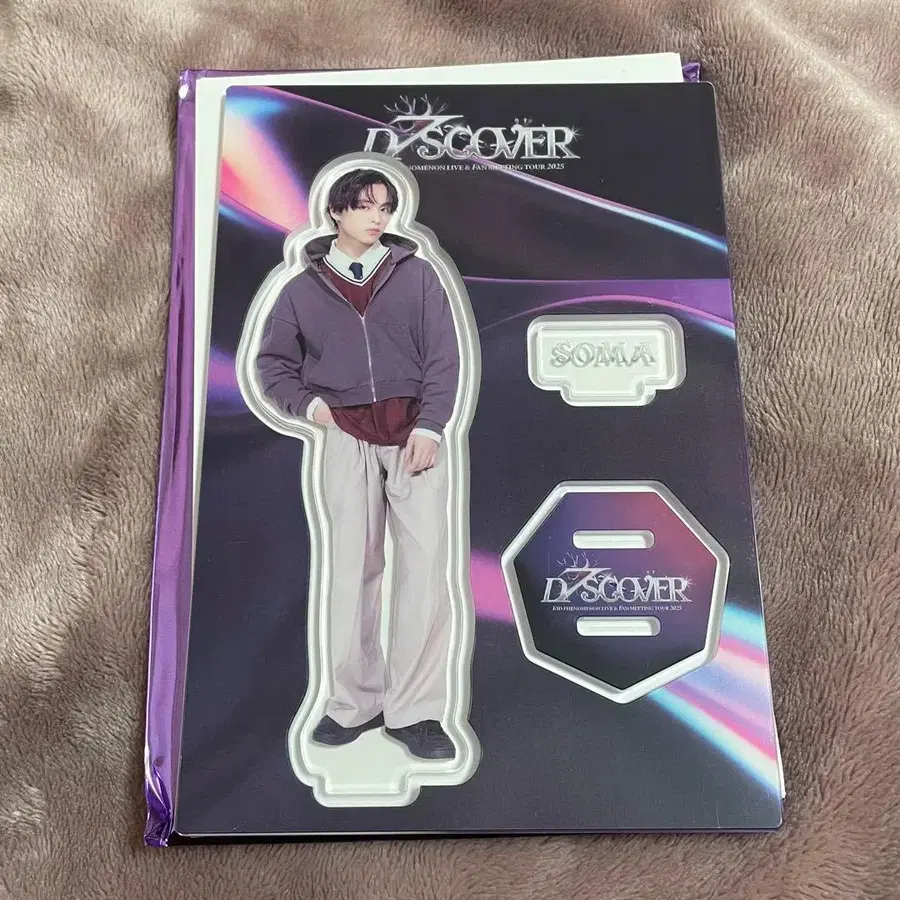 D7SCOVER
PHENOMENON LIVE & FAN MEETING TOUR 2025
SOMA
D7SCOVER
KID PHENOMENON LIVE & FAN MEETING TOUR 2025